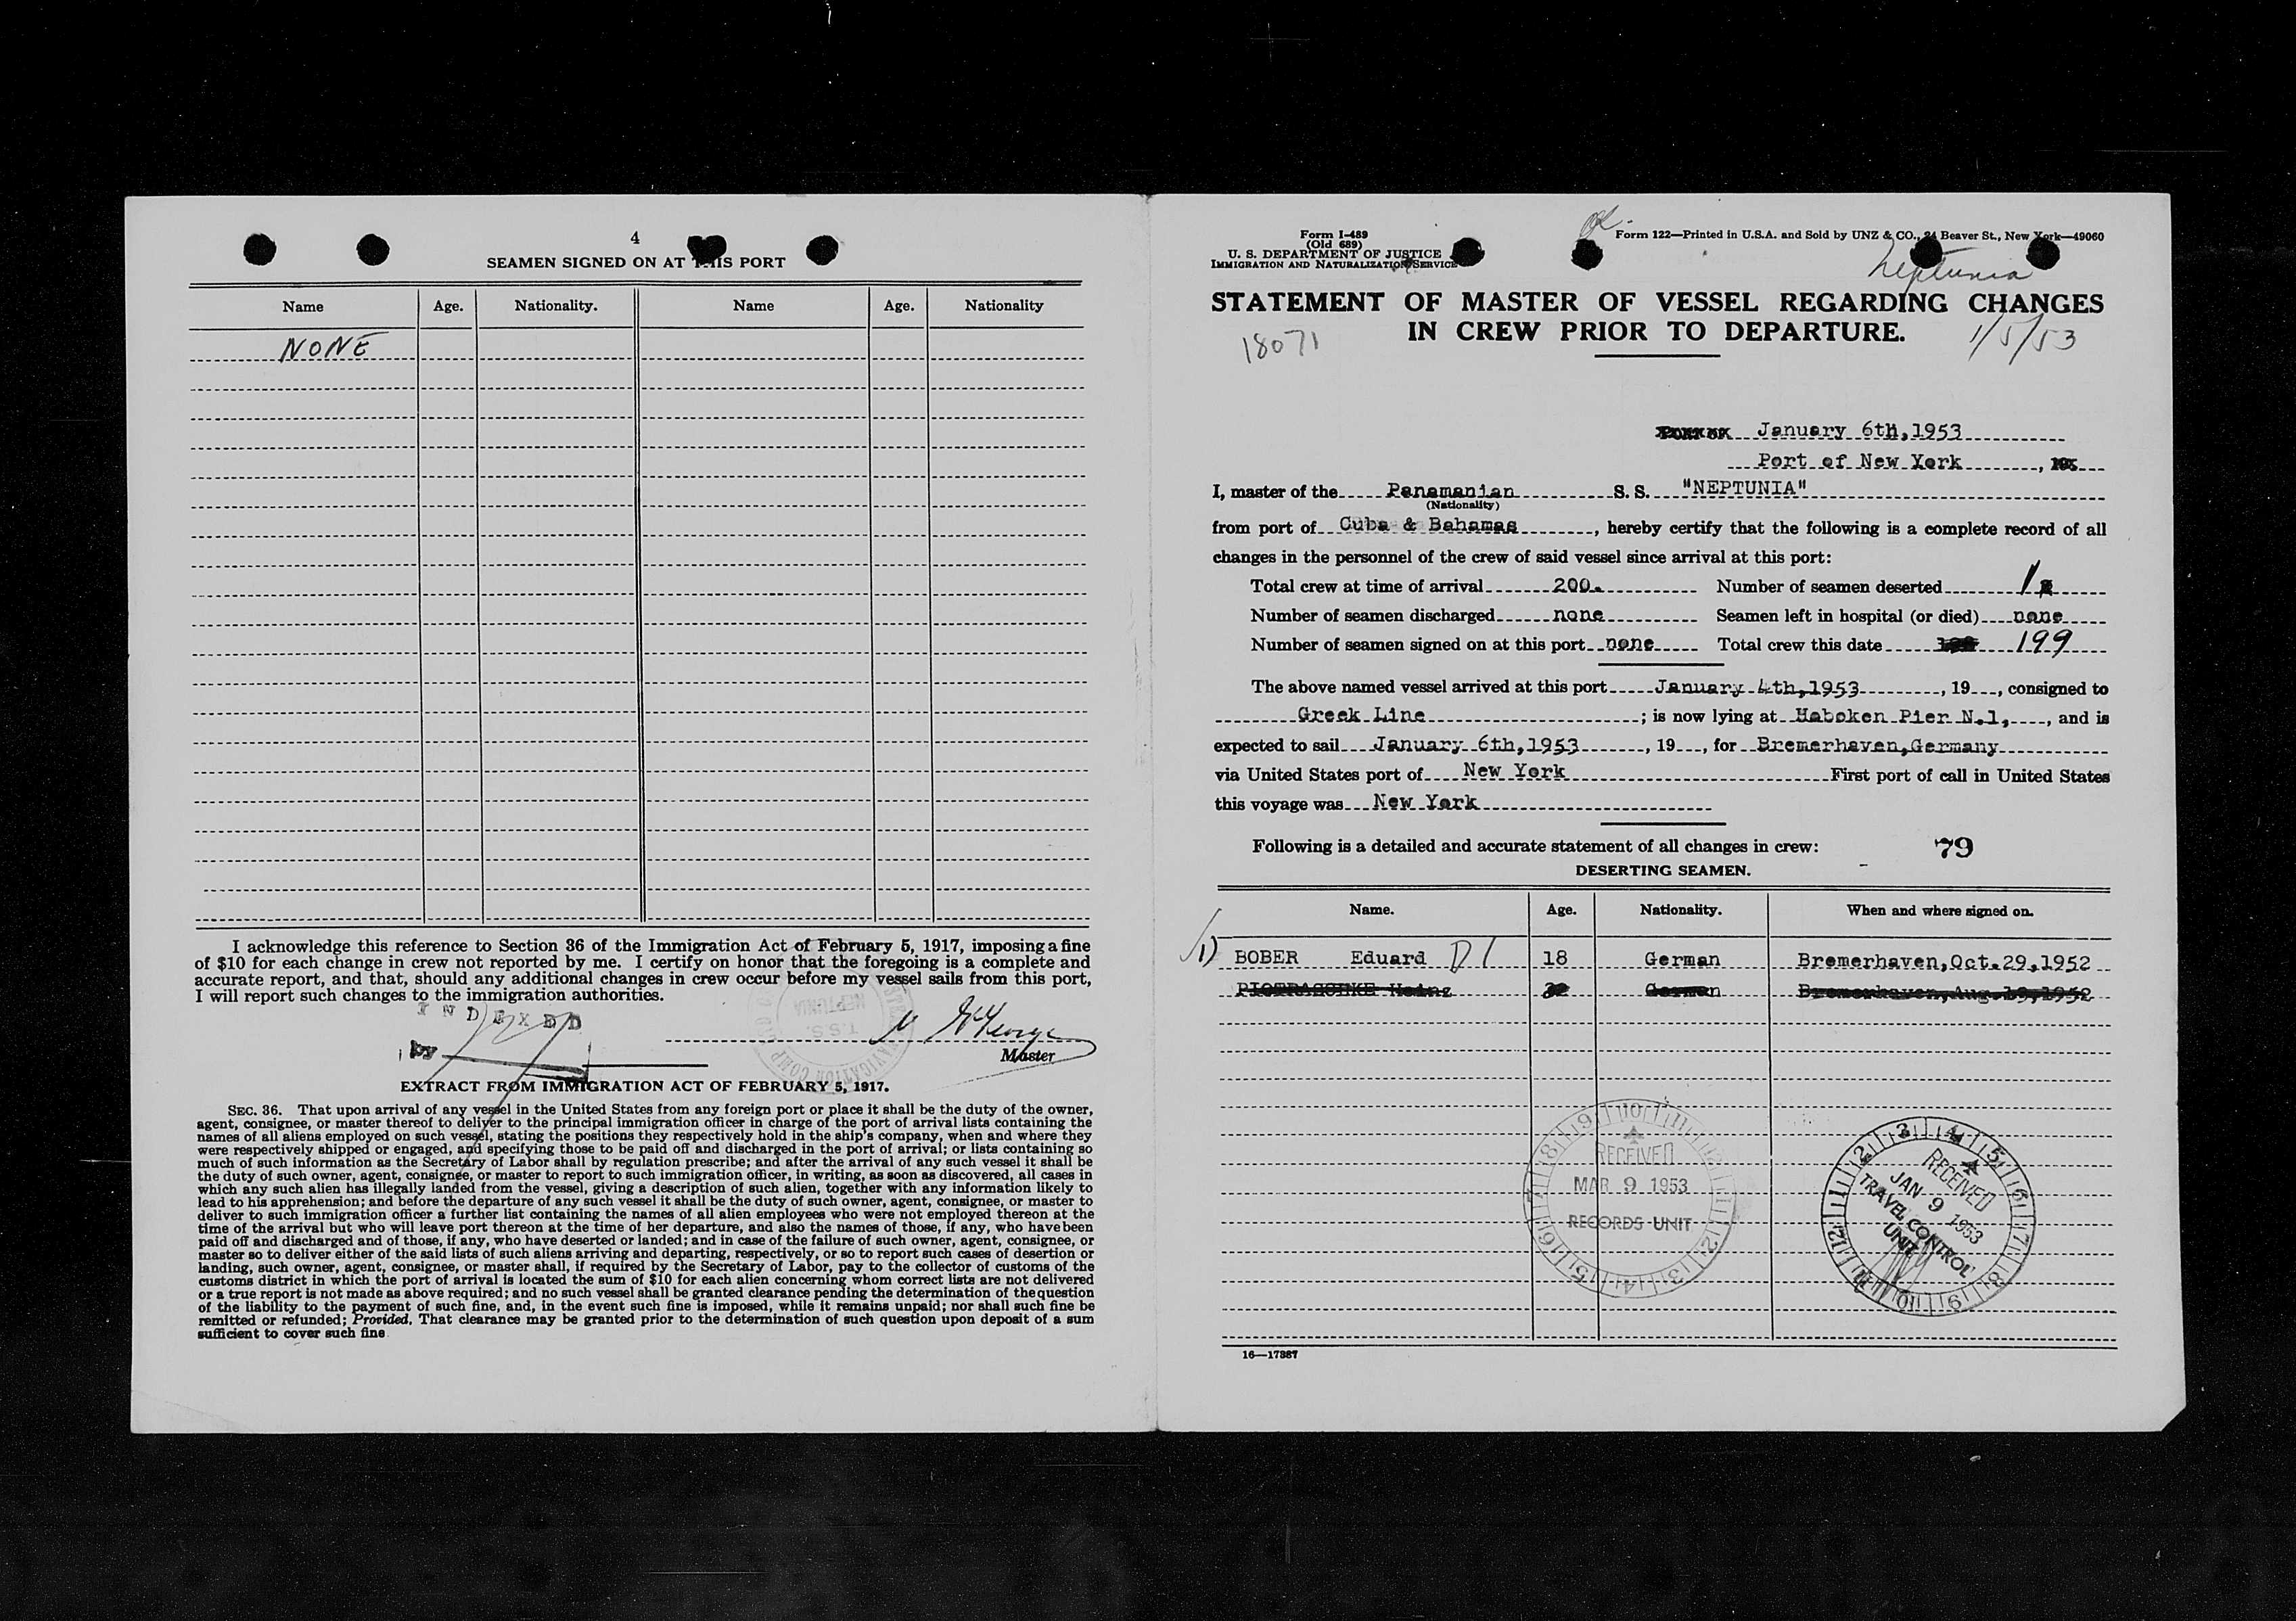 4
SEAMEN SIGNED ON AT THIS PORT
Name Age. Nationality. Name Age. Nationality
NONE
I acknowledge this reference to Section 36 of the Immigration Act of February 5, 1917, imposing a fine
of $10 for each change in crew not reported by me. I certify on honor that the foregoing is a complete and
accurate report, and that, should any additional changes in crew occur before my vessel sails from this port,
I will report such changes to the immigration authorities.
INDEXED
by
Master
T.S.S.
NEPTUNIA
EXTRACT FROM IMMIGRATION ACT OF FEBRUARY 5, 1917.
SEC. 36. That upon arrival of any vessel in the United States from any foreign port or place it shall be the duty of the owner,
agent, consignee, or master thereof to deliver to the principal immigration officer in charge of the port of arrival lists containing the
names of all aliens employed on such vessel, stating the positions they respectively hold in the ship's company, when and where they
were respectively shipped or engaged, and specifying those to be paid off and discharged in the port of arrival; or lists containing so
much of such information as the Secretary of Labor shall by regulation prescribe; and after the arrival of any such vessel it shall be
the duty of such owner, agent, consignee, or master to report to such immigration officer, in writing, as soon as discovered, all cases in
which any such alien has illegally landed from the vessel, giving a description of such alien, together with any information likely to
lead to his apprehension; and before the departure of any such vessel it shall be the duty of such owner, agent, consignee, or master to
deliver to such immigration officer a further list containing the names of all alien employees who were not employed thereon at the
time of the arrival but who will leave port thereon at the time of her departure, and also the names of those, if any, who have been
paid off and discharged and of those, if any, who have deserted or landed; and in case of the failure of such owner, agent, consignee, or
master so to deliver either of the said lists of such aliens arriving and departing, respectively, or so to report such cases of desertion or
landing, such owner, agent, consignee, or master shall, if required by the Secretary of Labor, pay to the collector of customs of the
customs district in which the port of arrival is located the sum of $10 for each alien concerning whom correct lists are not delivered
or a true report is not made as above required; and no such vessel shall be granted clearance pending the determination of the question
of the liability to the payment of such fine, and, in the event such fine is imposed, while it remains unpaid; nor shall such fine be
remitted or refunded; Provided, That clearance may be granted prior to the determination of such question upon deposit of a sum
sufficient to cover such fine
Form I-489
(Old 689)
U. S. DEPARTMENT OF JUSTICE
IMMIGRATION AND NATURALIZATION SERVICE
OK
Form 122—Printed in U.S.A. and Sold by UNZ & CO., 24 Beaver St., New York—49060
Neptunia
STATEMENT OF MASTER OF VESSEL REGARDING CHANGES
IN CREW PRIOR TO DEPARTURE.
18071
1/5/53
January 6th,1953
Port of New York , 19
I, master of the Panamanian S. S. "NEPTUNIA"
(Nationality)
from port of Cuba & Bahamas , hereby certify that the following is a complete record of all
changes in the personnel of the crew of said vessel since arrival at this port:
Total crew at time of arrival 200. Number of seamen deserted 1
Number of seamen discharged none Seamen left in hospital (or died) none
Number of seamen signed on at this port none Total crew this date 199
The above named vessel arrived at this port January 4th,1953 , 19 , consigned to
Greek Line ; is now lying at Haboken Pier N.1, , and is
expected to sail January 6th,1953 , 19 , for Bremerhaven,Germany
via United States port of New York First port of call in United States
this voyage was New York
Following is a detailed and accurate statement of all changes in crew: 79
DESERTING SEAMEN.
Name. Age. Nationality. When and where signed on.
1) BOBER Eduard D1 18 German Bremerhaven,Oct.29,1952
German Bremerhaven,Aug.19,1952
RECEIVED
MAR 9 1953
RECORDS UNIT
RECEIVED
JAN 9 1953
TRAVEL CONTROL
UNIT
16—17387